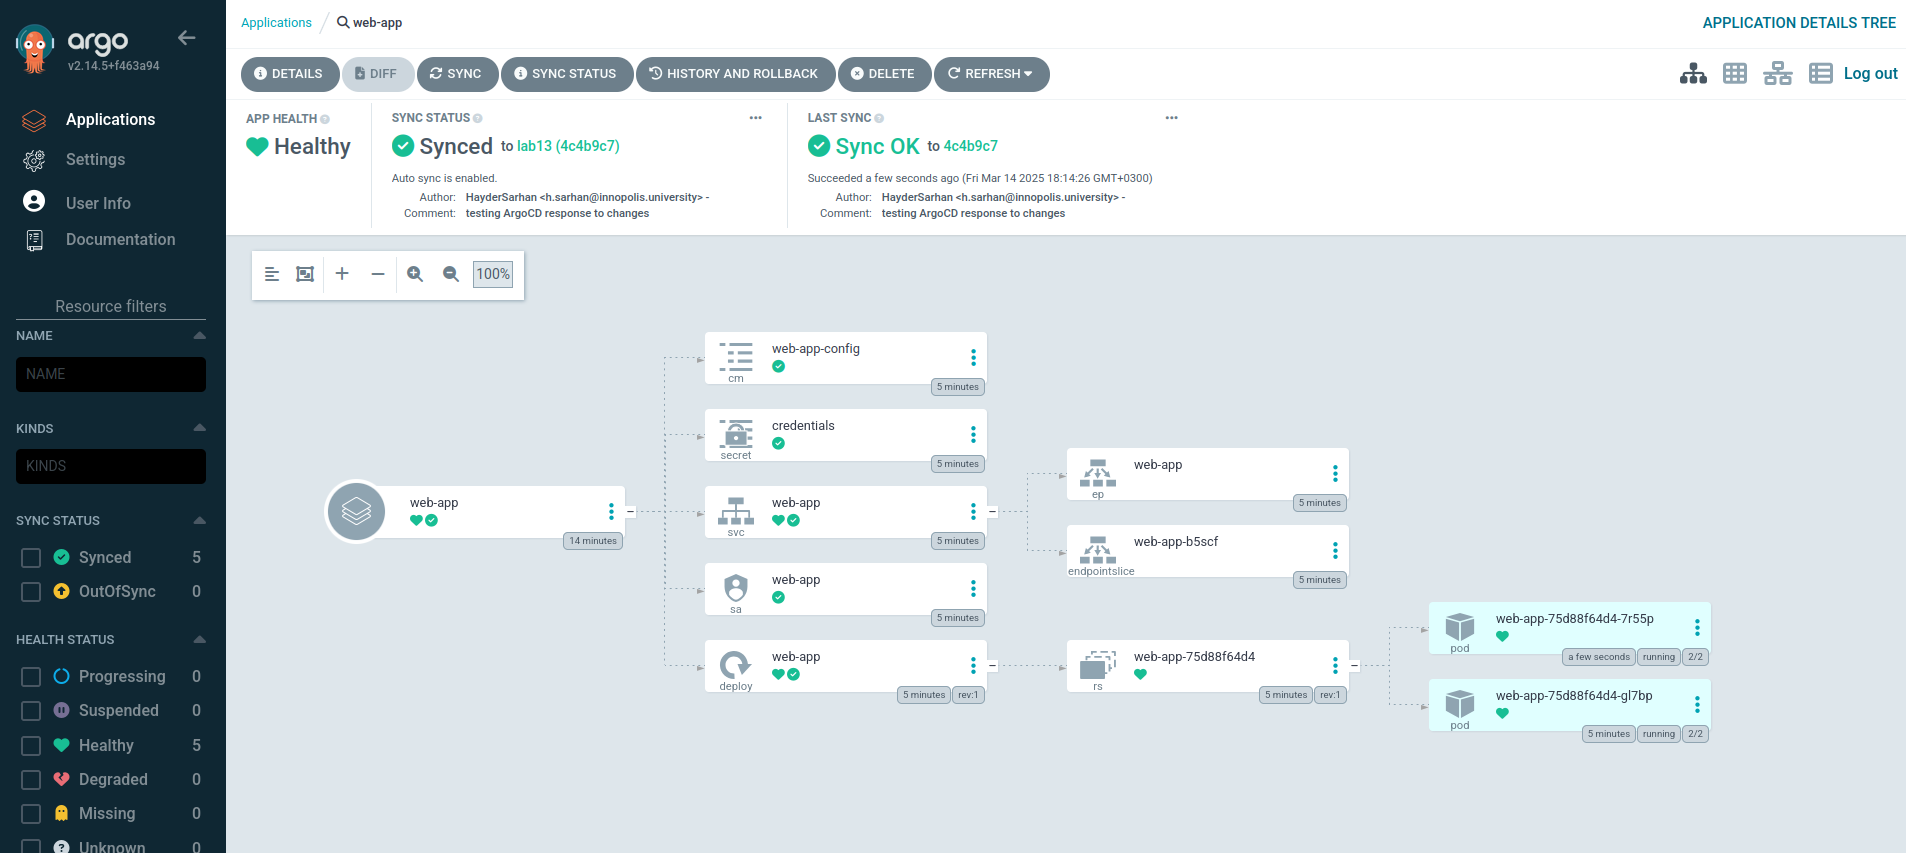 argo
v2.14.5+f463a94
Applications
Settings
User Info
Documentation
Resource filters
NAME
NAME
KINDS
KINDS
SYNC STATUS
Synced 5
OutOfSync 0
HEALTH STATUS
Progressing 0
Suspended 0
Healthy 5
Degraded 0
Missing 0
Unknown 0
Applications / web-app
APPLICATION DETAILS TREE
DETAILS DIFF SYNC SYNC STATUS HISTORY AND ROLLBACK DELETE REFRESH
Log out
APP HEALTH
Healthy
SYNC STATUS
Synced to lab13 (4c4b9c7)
Auto sync is enabled.
Author: HayderSarhan <h.sarhan@innopolis.university> -
Comment: testing ArgoCD response to changes
LAST SYNC
Sync OK to 4c4b9c7
Succeeded a few seconds ago (Fri Mar 14 2025 18:14:26 GMT+0300)
Author: HayderSarhan <h.sarhan@innopolis.university> -
Comment: testing ArgoCD response to changes
100%
web-app
14 minutes
web-app-config
cm
5 minutes
credentials
secret
5 minutes
web-app
svc
5 minutes
web-app
sa
5 minutes
web-app
deploy
5 minutes rev:1
web-app
ep
5 minutes
web-app-b5scf
endpointslice
5 minutes
web-app-75d88f64d4
rs
5 minutes rev:1
web-app-75d88f64d4-7r55p
pod
a few seconds running 2/2
web-app-75d88f64d4-gl7bp
pod
5 minutes running 2/2